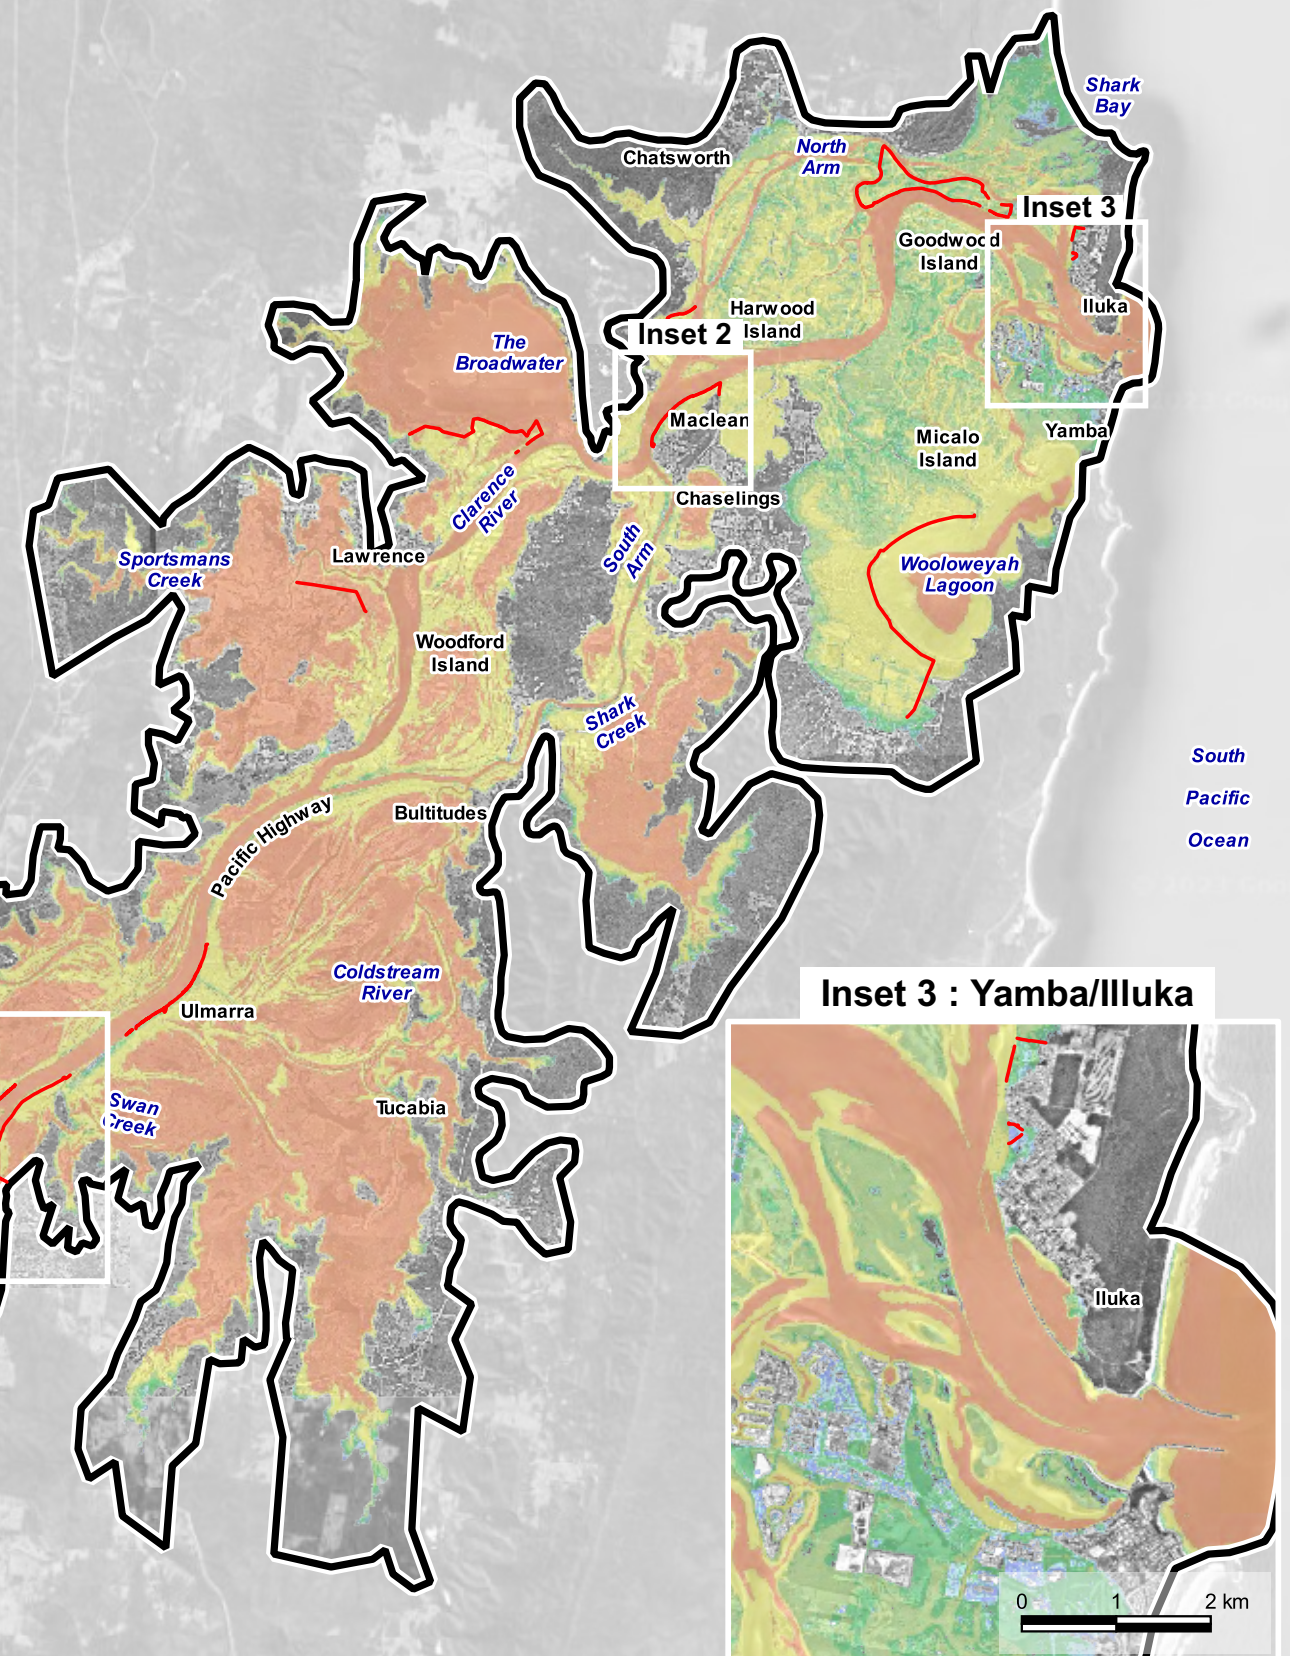 Shark
Bay
North
Arm
Chatsworth
Inset 3
Goodwood
Island
Iluka
Harwood
Island
Inset 2
The
Broadwater
Maclean
Yamba
Micalo
Island
Clarence
River
Chaselings
South
Arm
Lawrence
Sportsmans
Creek
Wooloweyah
Lagoon
Woodford
Island
Shark
Creek
South
Pacific
Ocean
Bultitudes
Pacific Highway
Coldstream
River
Ulmarra
Inset 3 : Yamba/Illuka
Swan
Creek
Tucabia
Iluka
0 1 2 km